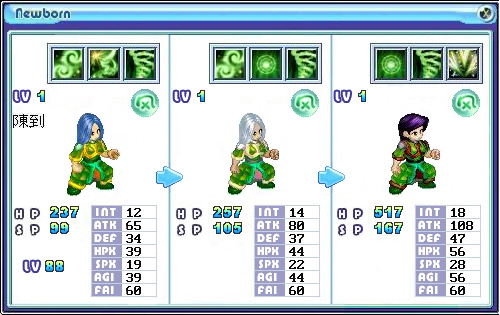 Newborn
LV 1
LV 1
LV 1
陳到
HP 237
SP 99
LV 88
INT 12
ATK 65
DEF 34
HPX 39
SPX 19
AGI 39
FAI 60
HP 257
SP 105
INT 14
ATK 80
DEF 37
HPX 44
SPX 22
AGI 44
FAI 60
HP 517
SP 167
INT 18
ATK 108
DEF 47
HPX 56
SPX 28
AGI 56
FAI 60